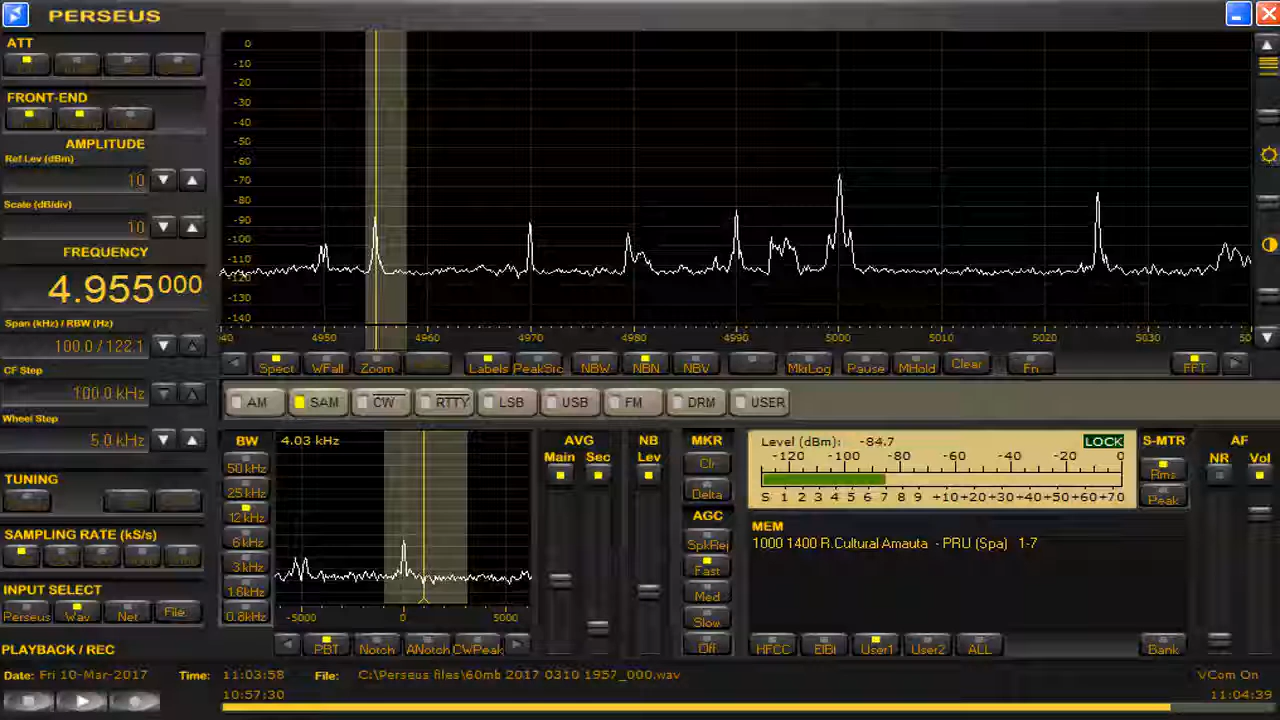 PERSEUS
ATT
FRONT-END
AMPLITUDE
Ref Lev (dBm)
10
Scale (dB/div)
10
FREQUENCY
4.955000
Span (kHz) / RBW (Hz)
100.0 / 122.1
CF Step
100.0 kHz
Wheel Step
5.0 kHz
TUNING
SAMPLING RATE (kS/s)
INPUT SELECT
Perseus Wav Net File
PLAYBACK / REC
0
-10
-20
-30
-40
-50
-60
-70
-80
-90
-100
-110
-120
-130
-140
4950 4960 4970 4980 4990 5000 5010 5020 5030
Spect WFall Zoom Labels PeakSrc NBW NBN NBV MkrLog Pause MHold Clear Fn FFT
AM SAM CW RTTY LSB USB FM DRM USER
BW
50 kHz
25 kHz
12 kHz
6 kHz
3 kHz
1.6kHz
0.8kHz
4.03 kHz
-5000 0 5000
PBT Notch ANotch CWPeak
AVG
Main Sec
NB
Lev
MKR
Clr
Delta
AGC
SpkRej
Fast
Med
Slow
Off
Level (dBm): -84.7 LOCK
-120 -100 -80 -60 -40 -20 0
S 1 2 3 4 5 6 7 8 9 +10 +20 +30 +40 +50 +60 +70
MEM
1000 1400 R.Cultural Amauta - PRU (Spa) 1-7
HFCC EIBI User1 User2 ALL Bank
S-MTR
Rms
Peak
AF
NR Vol
Date: Fri 10-Mar-2017 Time: 11:03:58 File: C:\Perseus files\60mb 2017 0310 1957_000.wav VCom On
10:57:30 11:04:39